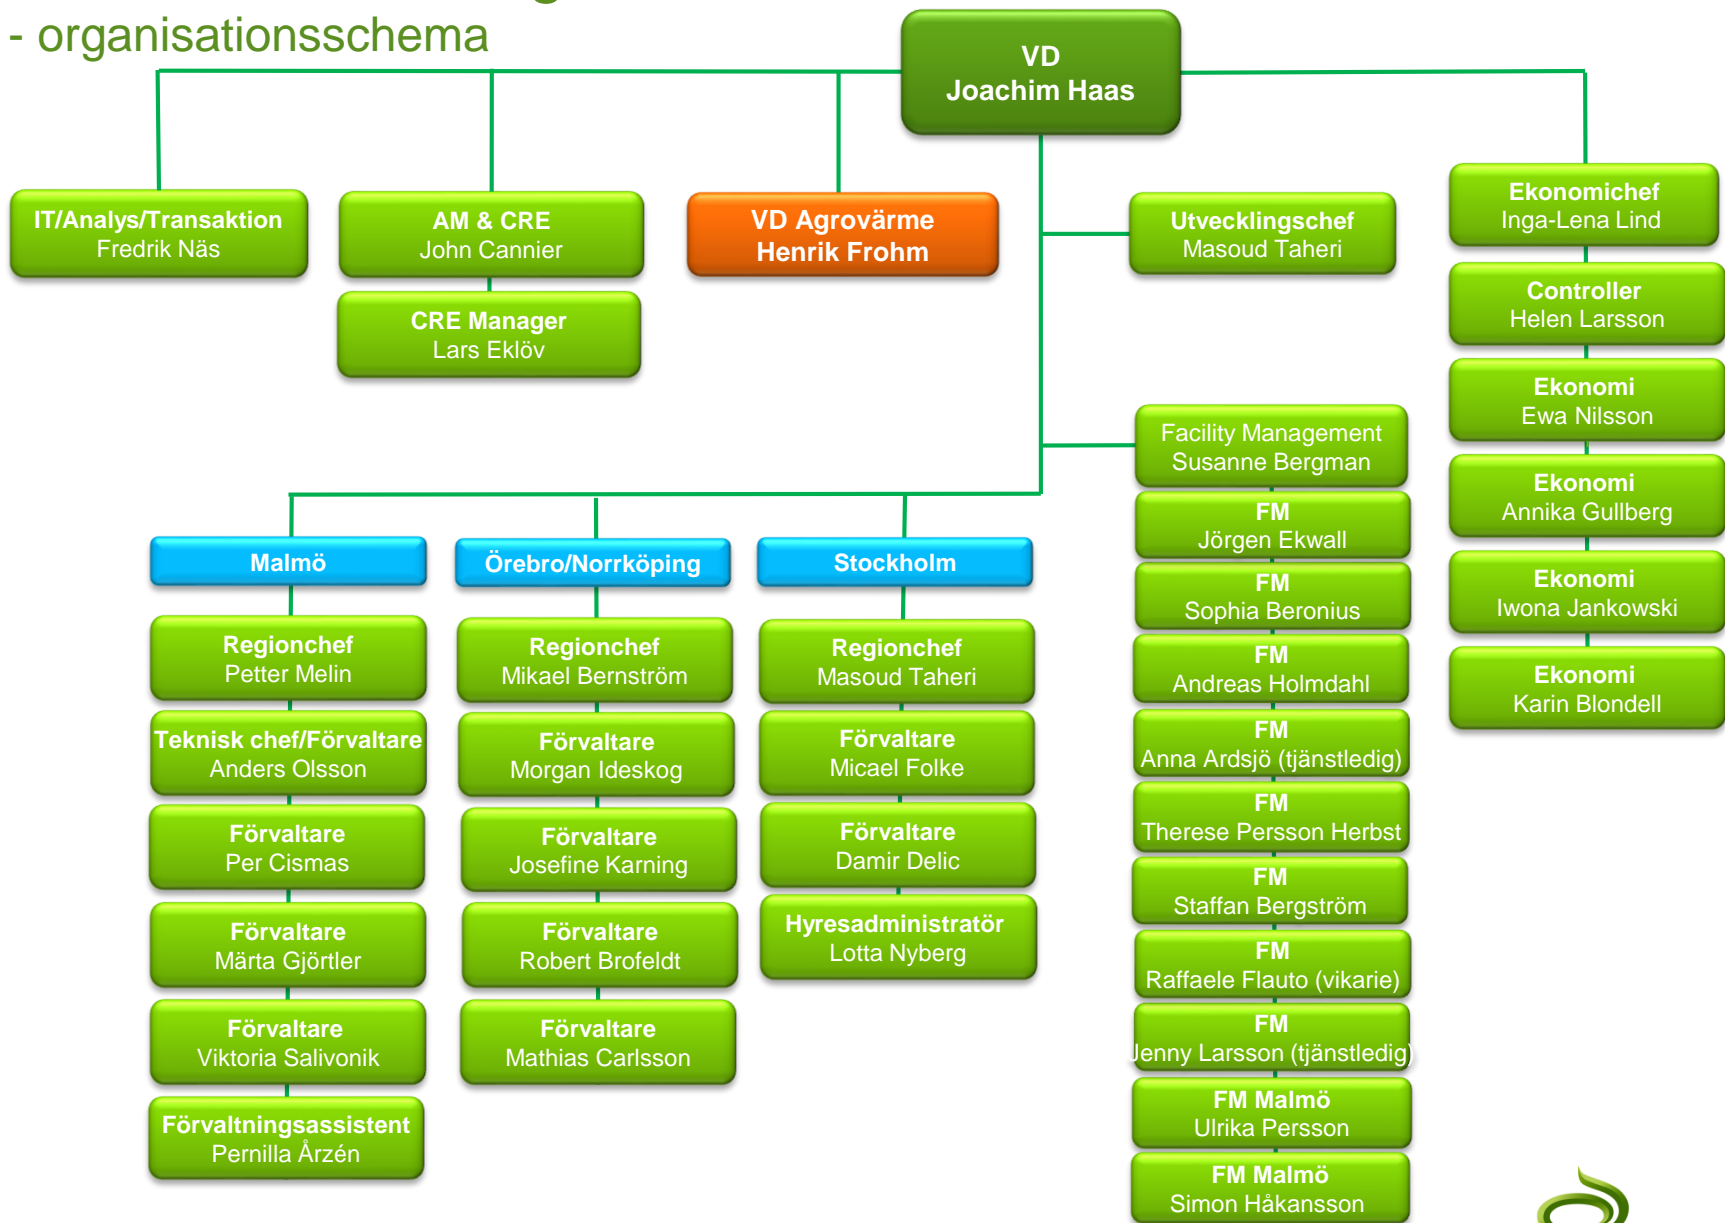 - organisationsschema
VD
Joachim Haas
IT/Analys/Transaktion
Fredrik Näs
AM & CRE
John Cannier
CRE Manager
Lars Eklöv
VD Agrovärme
Henrik Frohm
Utvecklingschef
Masoud Taheri
Ekonomichef
Inga-Lena Lind
Controller
Helen Larsson
Ekonomi
Ewa Nilsson
Ekonomi
Annika Gullberg
Ekonomi
Iwona Jankowski
Ekonomi
Karin Blondell
Facility Management
Susanne Bergman
FM
Jörgen Ekwall
FM
Sophia Beronius
FM
Andreas Holmdahl
FM
Anna Ardsjö (tjänstledig)
FM
Therese Persson Herbst
FM
Staffan Bergström
FM
Raffaele Flauto (vikarie)
FM
Jenny Larsson (tjänstledig)
FM Malmö
Ulrika Persson
FM Malmö
Simon Håkansson
Malmö
Regionchef
Petter Melin
Teknisk chef/Förvaltare
Anders Olsson
Förvaltare
Per Cismas
Förvaltare
Märta Gjörtler
Förvaltare
Viktoria Salivonik
Förvaltningsassistent
Pernilla Årzén
Örebro/Norrköping
Regionchef
Mikael Bernström
Förvaltare
Morgan Ideskog
Förvaltare
Josefine Karning
Förvaltare
Robert Brofeldt
Förvaltare
Mathias Carlsson
Stockholm
Regionchef
Masoud Taheri
Förvaltare
Micael Folke
Förvaltare
Damir Delic
Hyresadministratör
Lotta Nyberg